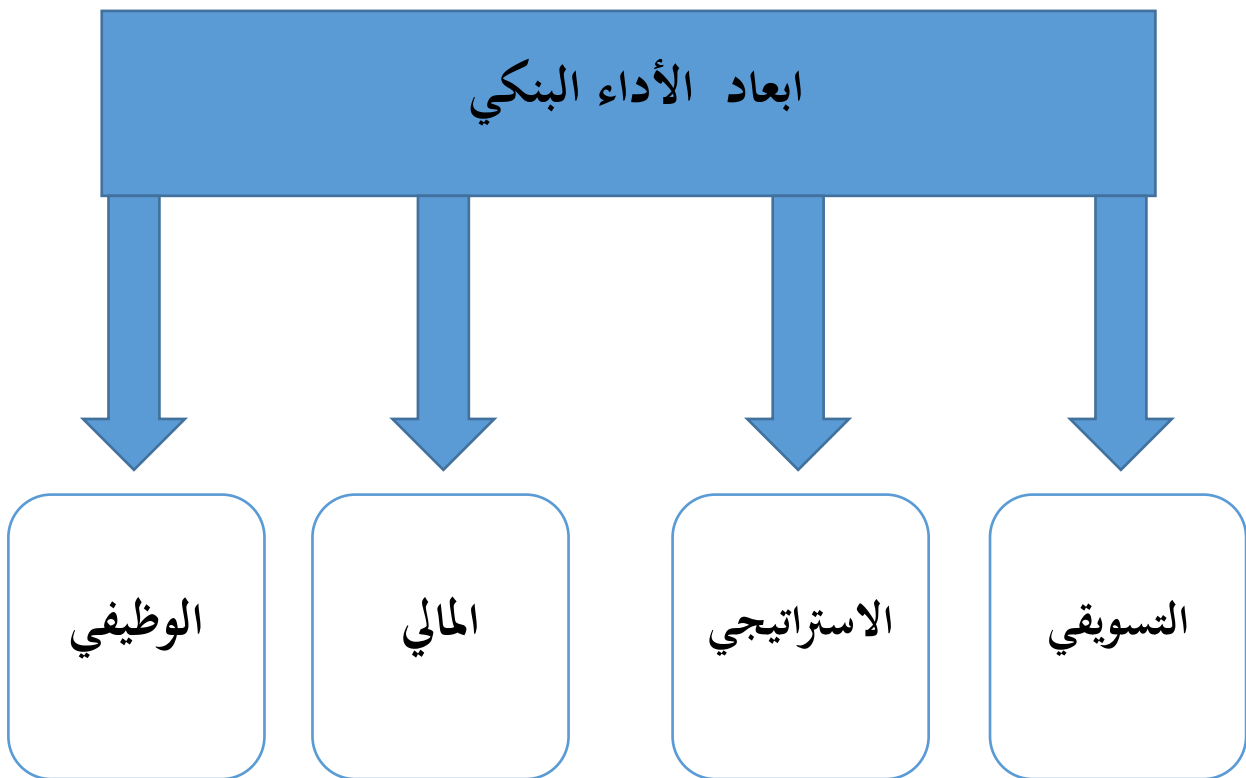 ابعاد الأداء البنكي
التسويقي
الاستراتيجي
المالي
الوظيفي